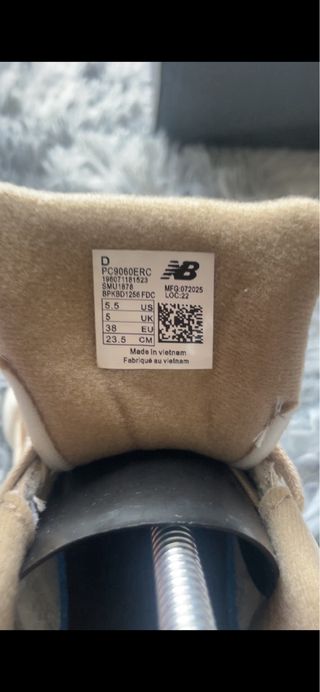 D
PC9060ERC
196071181523
SMU1878
BPKBD1256 FDC
NB
MFG:072025
LOC:22
5.5 US
5 UK
38 EU
23.5 CM
Made in vietnam
Fabriqué au vietnam